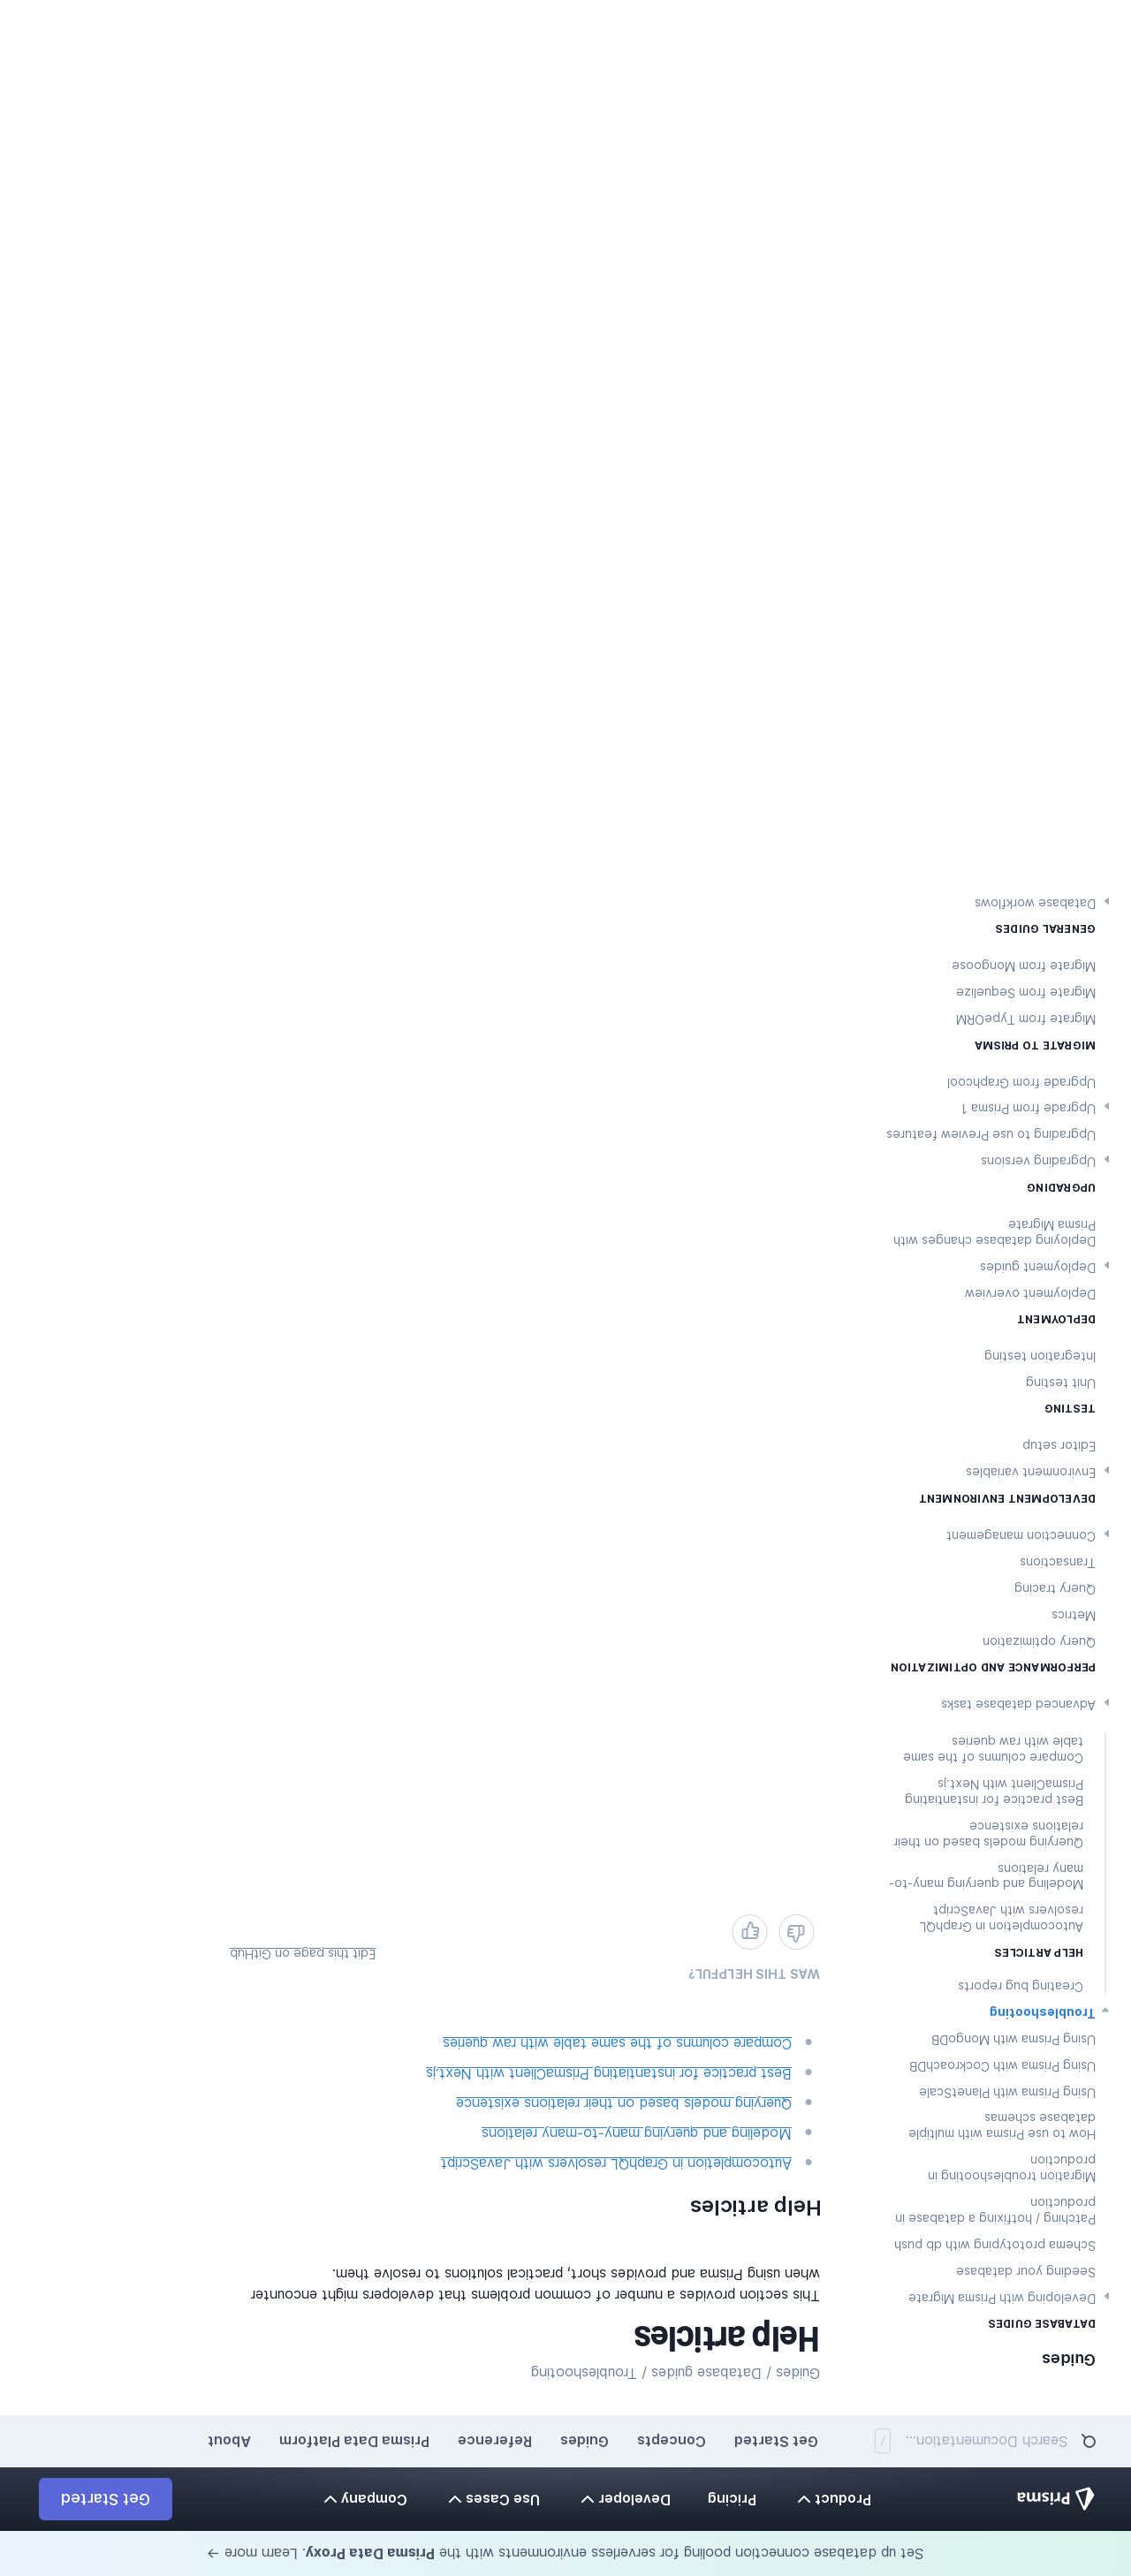 Set up database connection pooling for serverless environments with the Prisma Data Proxy. Learn more →
Prisma
Product
Pricing
Developer
Use Cases
Company
Get Started
Search Documentation...
/
Get Started
Concepts
Guides
Reference
Prisma Data Platform
About
Guides
DATABASE GUIDES
Developing with Prisma Migrate
Seeding your database
Schema prototyping with db push
Patching / hotfixing a database in
production
Migration troubleshooting in
production
How to use Prisma with multiple
database schemas
Using Prisma with PlanetScale
Using Prisma with CockroachDB
Using Prisma with MongoDB
Troubleshooting
Creating bug reports
HELP ARTICLES
Autocompletion in GraphQL
resolvers with JavaScript
Modeling and querying many-to-
many relations
Querying models based on their
relations existence
Best practice for instantiating
PrismaClient with Next.js
Compare columns of the same
table with raw queries
Advanced database tasks
PERFORMANCE AND OPTIMIZATION
Query optimization
Metrics
Query tracing
Transactions
Connection management
DEVELOPMENT ENVIRONMENT
Environment variables
Editor setup
TESTING
Unit testing
Integration testing
DEPLOYMENT
Deployment overview
Deployment guides
Deploying database changes with
Prisma Migrate
UPGRADING
Upgrading versions
Upgrading to use Preview features
Upgrade from Prisma 1
Upgrade from Graphcool
MIGRATE TO PRISMA
Migrate from TypeORM
Migrate from Sequelize
Migrate from Mongoose
GENERAL GUIDES
Database workflows
Guides / Database guides / Troubleshooting
Help articles
This section provides a number of common problems that developers might encounter
when using Prisma and provides short, practical solutions to resolve them.
Help articles
Autocompletion in GraphQL resolvers with JavaScript
Modeling and querying many-to-many relations
Querying models based on their relations existence
Best practice for instantiating PrismaClient with Next.js
Compare columns of the same table with raw queries
WAS THIS HELPFUL?
Edit this page on GitHub